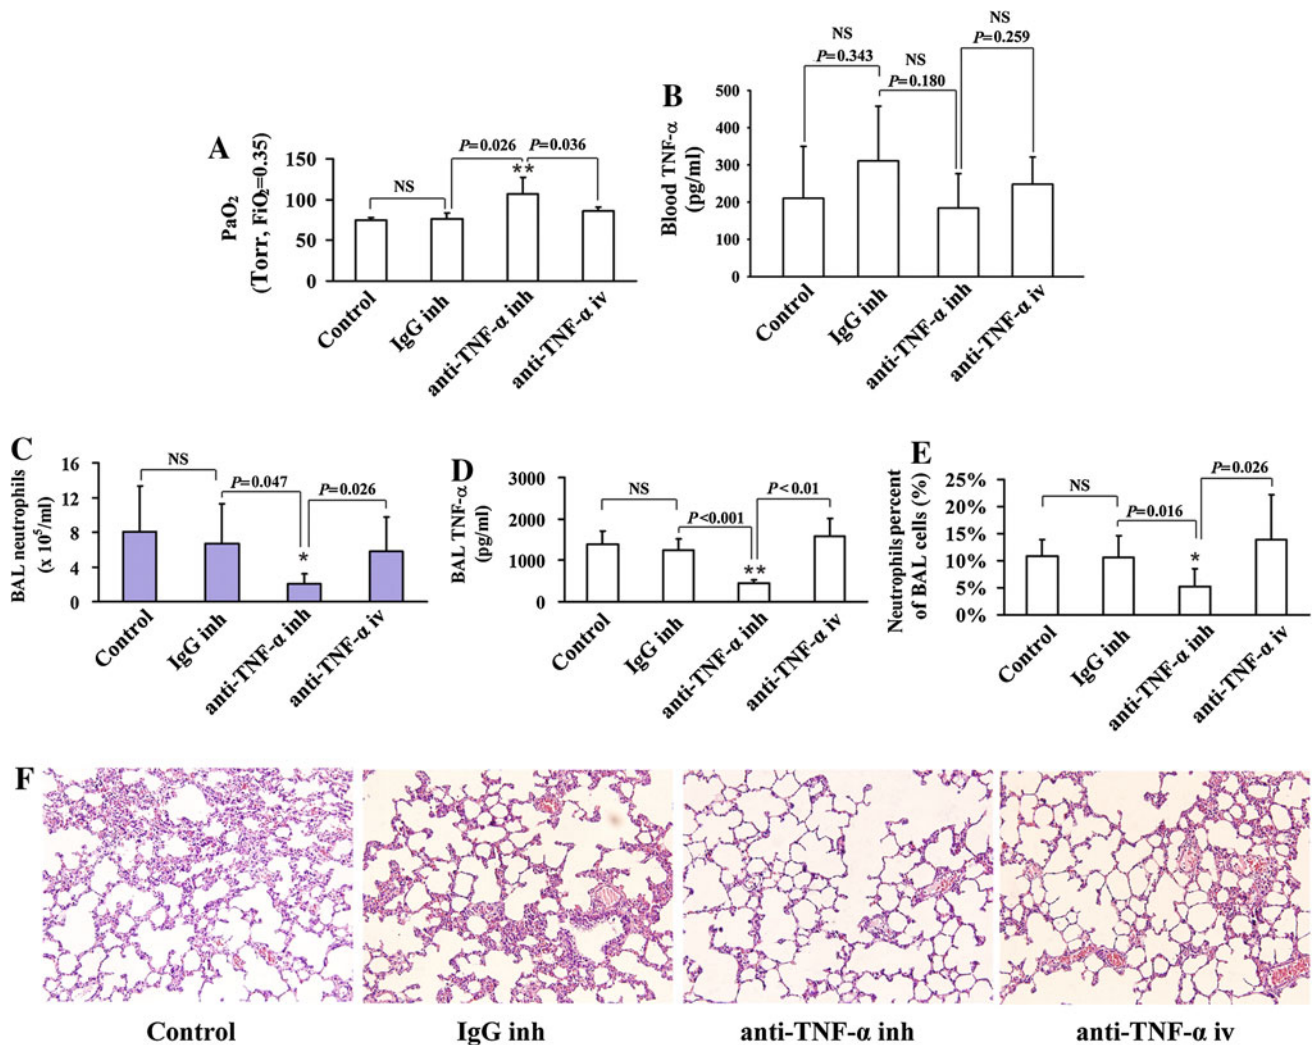 A
PaO₂
(Torr, FiO₂=0.35)
150
100
50
0
NS
P=0.026
P=0.036
**
Control
IgG inh
anti-TNF-α inh
anti-TNF-α iv
B
Blood TNF-α
(pg/ml)
500
400
300
200
100
0
NS
P=0.343
NS
P=0.180
NS
P=0.259
Control
IgG inh
anti-TNF-α inh
anti-TNF-α iv
C
BAL neutrophils
(x 10⁵/ml)
16
12
8
4
0
NS
P=0.047
P=0.026
*
Control
IgG inh
anti-TNF-α inh
anti-TNF-α iv
D
BAL TNF-α
(pg/ml)
3000
2000
1000
0
NS
P<0.001
P<0.01
**
Control
IgG inh
anti-TNF-α inh
anti-TNF-α iv
E
Neutrophils percent
of BAL cells (%)
25%
20%
15%
10%
5%
0%
NS
P=0.016
P=0.026
*
Control
IgG inh
anti-TNF-α inh
anti-TNF-α iv
F
Control
IgG inh
anti-TNF-α inh
anti-TNF-α iv